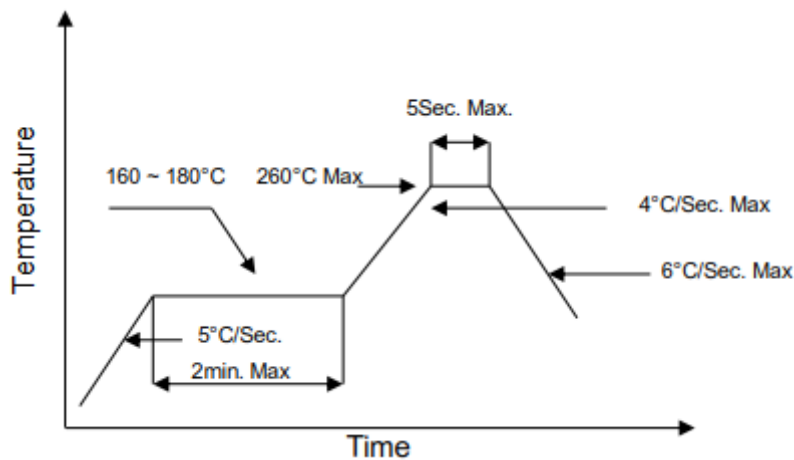 5Sec. Max.
160 ~ 180°C
260°C Max
4°C/Sec. Max
6°C/Sec. Max
5°C/Sec.
2min. Max
Temperature
Time